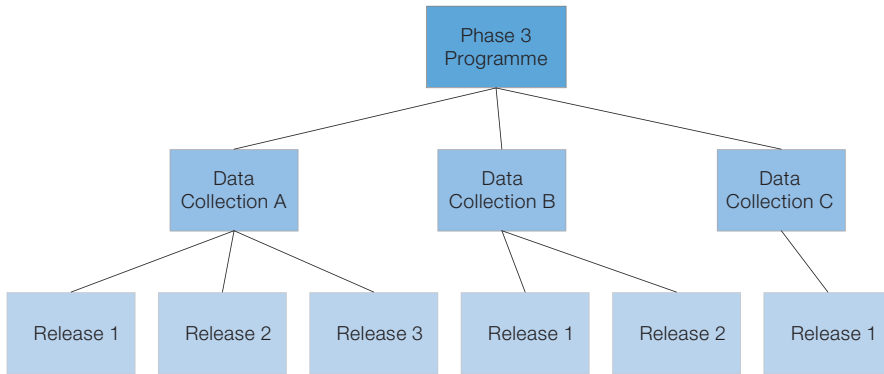 Phase 3
Programme
Data
Collection A
Data
Collection B
Data
Collection C
Release 1
Release 2
Release 3
Release 1
Release 2
Release 1